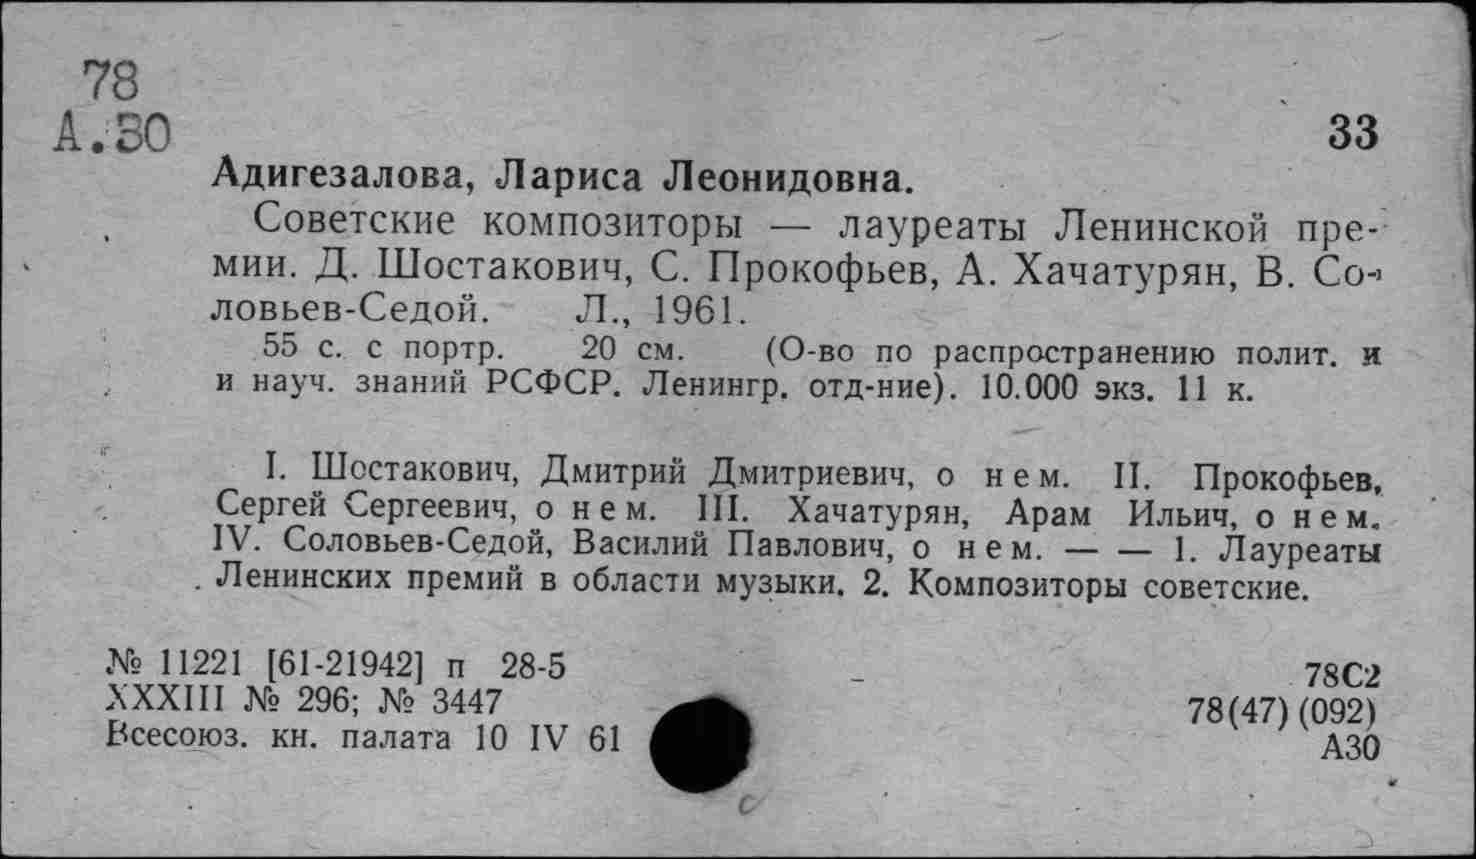 78
А.30
33
Адигезалова, Лариса Леонидовна.
Советские композиторы — лауреаты Ленинской пре-
мии. Д. Шостакович, С. Прокофьев, А. Хачатурян, В. Со-
ловьев-Седой. Л., 1961.
55 с. с портр. 20 см. (О-во по распространению полит. и
и науч. знаний РСФСР. Ленингр. отд-ние). 10.000 экз. 11 к.
I. Шостакович, Дмитрий Дмитриевич, о нем. II. Прокофьев,
Сергей Сергеевич, о нем. III. Хачатурян, Арам Ильич, о нем.
IV. Соловьев-Седой, Василий Павлович, о нем. — — 1. Лауреаты
Ленинских премий в области музыки. 2. Композиторы советские.
№ 11221 [61-21942] п 28-5
XXXIII № 296; № 3447
Всесоюз. кн. палата 10 IV 61
78С2
78(47)(092)
А30
с